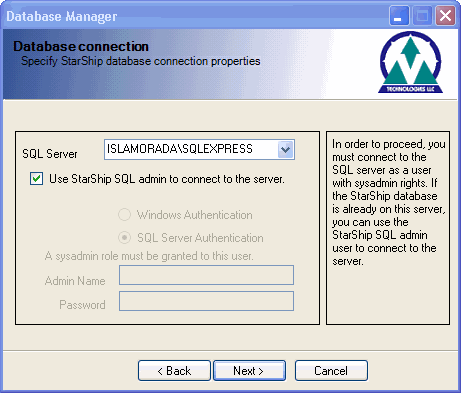 Database Manager
Database connection
Specify StarShip database connection properties
TECHNOLOGIES LLC
SQL Server
ISLAMORADA\SQLEXPRESS
Use StarShip SQL admin to connect to the server.
Windows Authentication
SQL Server Authentication
A sysadmin role must be granted to this user.
Admin Name
Password
In order to proceed, you
must connect to the
SQL server as a user
with sysadmin rights. If
the StarShip database
is already on this server,
you can use the
StarShip SQL admin
user to connect to the
server.
< Back
Next >
Cancel